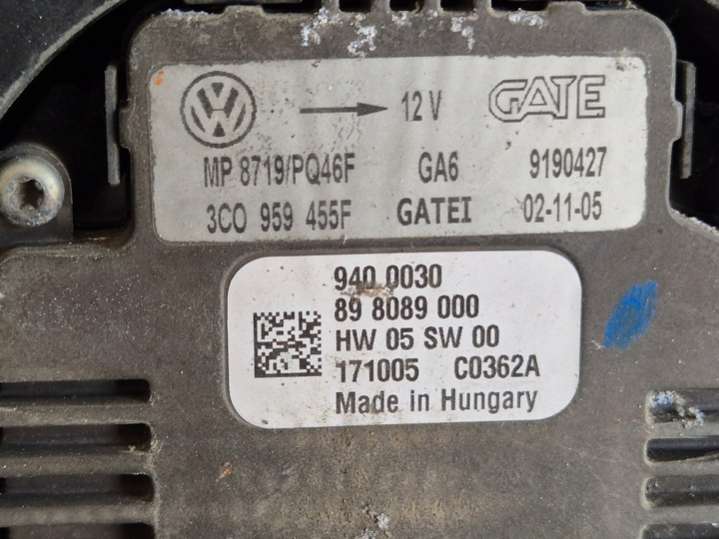 VW 12 V GATE
MP 8719/PQ46F GA6 9190427
3C0 959 455F GATEI 02-11-05
940 0030
89 8089 000
HW 05 SW 00
171005 C0362A
Made in Hungary